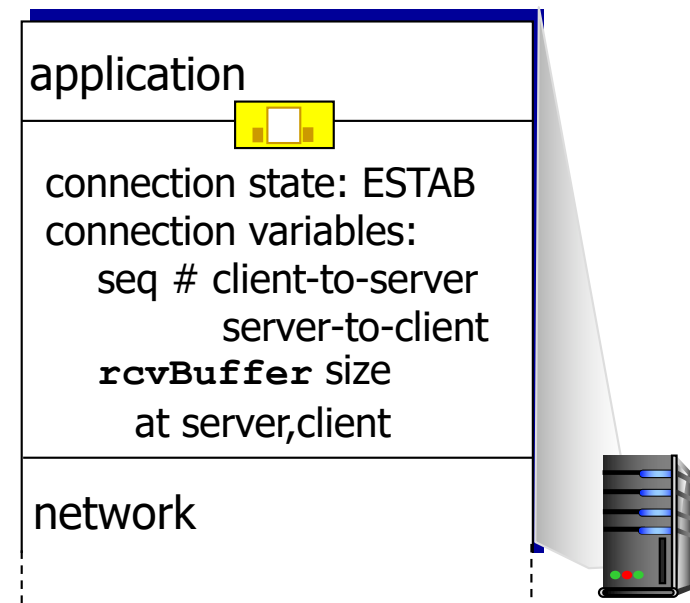 application
connection state: ESTAB
connection variables:
seq # client-to-server
server-to-client
rcvBuffer size
at server,client
network